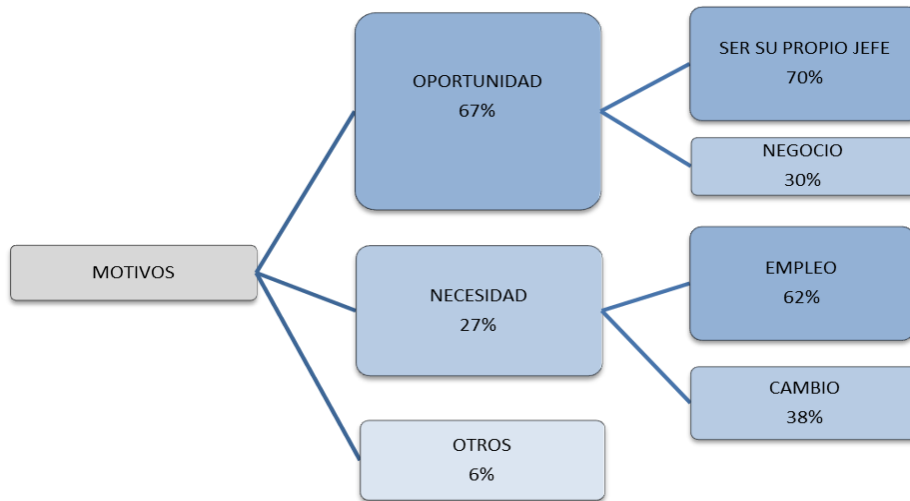 MOTIVOS
OPORTUNIDAD
67%
SER SU PROPIO JEFE
70%
NEGOCIO
30%
NECESIDAD
27%
EMPLEO
62%
CAMBIO
38%
OTROS
6%